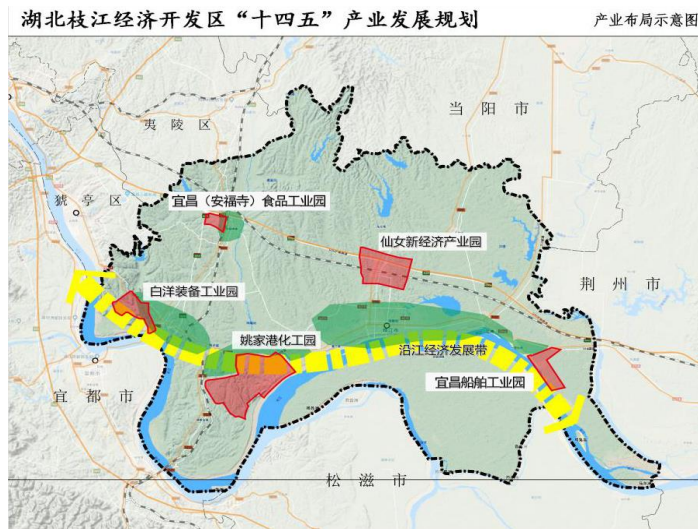 湖北枝江经济开发区“十四五”产业发展规划
产业布局示意图
当阳市
夷陵区
猇亭区
宜昌（安福寺）食品工业园
仙女新经济产业园
荆州市
白洋装备工业园
姚家港化工园
沿江经济发展带
宜昌船舶工业园
宜都市
松滋市